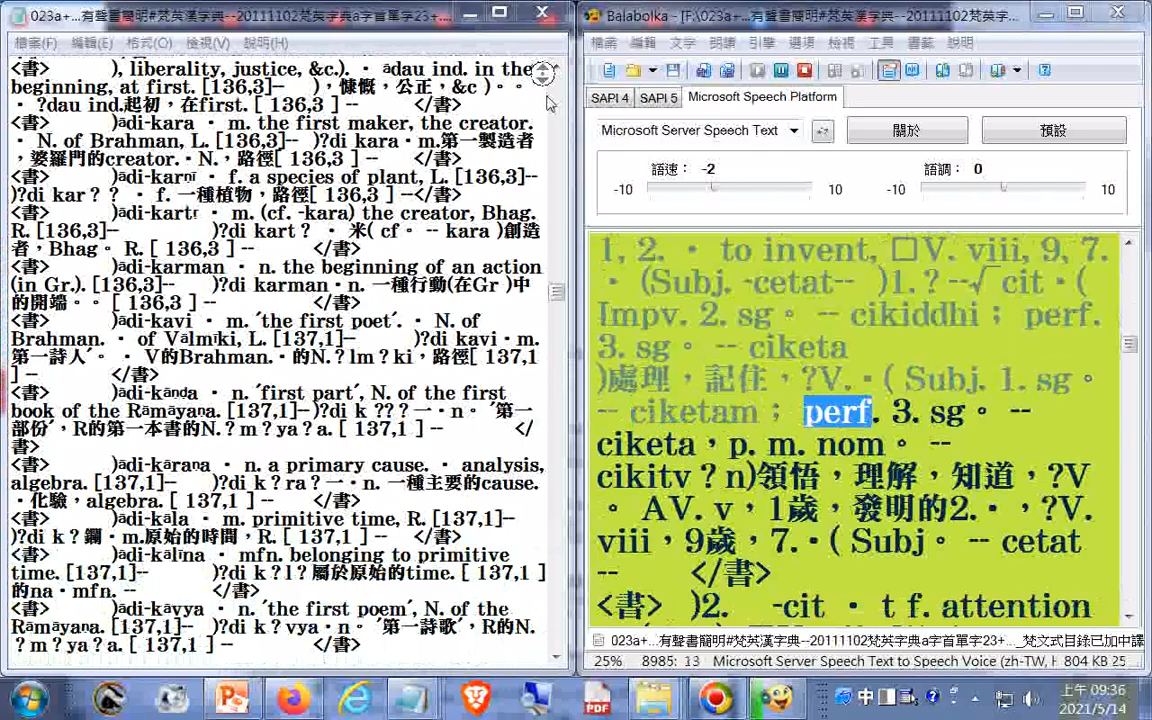 023a+...有聲書簡明#梵英漢字典--20111102梵英字典a字首單字23+...
檔案(F) 編輯(E) 格式(O) 檢視(V) 說明(H)
<書> ), liberality, justice, &c.). • ādau ind. in the
beginning, at first. [136,3]-- )，慷慨，公正，&c )。。
• ?dau ind.起初，在first. [ 136,3 ] -- </書>
<書> )ādi-kara • m. the first maker, the creator.
• N. of Brahman, L. [136,3]-- )?di kara • m.第一製造者
，婆羅門的creator. • N.，路徑[ 136,3 ] -- </書>
<書> )ādi-karṇī • f. a species of plant, L. [136,3]--
)?di kar ? ? • f. 一種植物，路徑[ 136,3 ] --</書>
<書> )ādi-kartṛ • m. (cf. -kara) the creator, Bhag.
R. [136,3]-- )?di kart ? • 米( cf。 -- kara )創造
者，Bhag。 R. [ 136,3 ] -- </書>
<書> )ādi-karman • n. the beginning of an action
(in Gr.). [136,3]-- )?di karman • n. 一種行動(在Gr )中
的開端。。 [ 136,3 ] -- </書>
<書> )ādi-kavi • m. 'the first poet'. • N. of
Brahman. • of Vālmīki, L. [137,1]-- )?di kavi • m.
第一詩人'。 • V的Brahman. • 的N. ? lm ? ki，路徑[ 137,1
] -- </書>
<書> )ādi-kāṇḍa • n. 'first part', N. of the first
book of the Rāmāyaṇa. [137,1]--)?di k ??? 一 • n。 '第一
部份'，R的第一本書的N. ? m ? ya ? a. [ 137,1 ] -- </
書>
<書> )ādi-kāraṇa • n. a primary cause. • analysis,
algebra. [137,1]-- )?di k ? ra ? 一 • n. 一種主要的cause.
• 化驗，algebra. [ 137,1 ] -- </書>
<書> )ādi-kāla • m. primitive time, R. [137,1]--
)?di k ? 鑭 • m.原始的時間，R. [ 137,1 ] -- </書>
<書> )ādi-kālīna • mfn. belonging to primitive
time. [137,1]-- )?di k ? l ? 屬於原始的time. [ 137,1 ]
的na • mfn. -- </書>
<書> )ādi-kāvya • n. 'the first poem', N. of the
Rāmāyaṇa. [137,1]-- )?di k ? vya • n。 '第一詩歌'，R的N.
? m ? ya ? a. [ 137,1 ] -- </書>
Balabolka - [F:\023a+...有聲書簡明#梵英漢字典--20111102梵英字...
檔案 編輯 文字 朗讀 引擎 選項 檢視 工具 書籤 說明
SAPI 4 SAPI 5 Microsoft Speech Platform
Microsoft Server Speech Text 關於 預設
語速： -2 語調： 0
-10 10 -10 10
1, 2. • to invent, □V. viii, 9, 7.
• (Subj. -cetat-- )1. ? --√ cit • (
Impv. 2. sg。 -- cikiddhi； perf.
3. sg。 -- ciketa
)處理，記住，?V. • ( Subj. 1. sg。
-- ciketam； perf. 3. sg。 --
ciketa，p. m. nom。 --
cikitv ? n)領悟，理解，知道，?V
。 AV. v，1歲，發明的2. •，?V.
viii，9歲，7. • ( Subj。 -- cetat
-- </書>
<書> )2. -cit • t f. attention
023a+...有聲書簡明#梵英漢字典--20111102梵英字典a字首單字23+..._梵文式目錄已加中譯
25% 8985: 13 Microsoft Server Speech Text to Speech Voice (zh-TW, H 804 KB 25
PDF 中 上午 09:36
2021/5/14